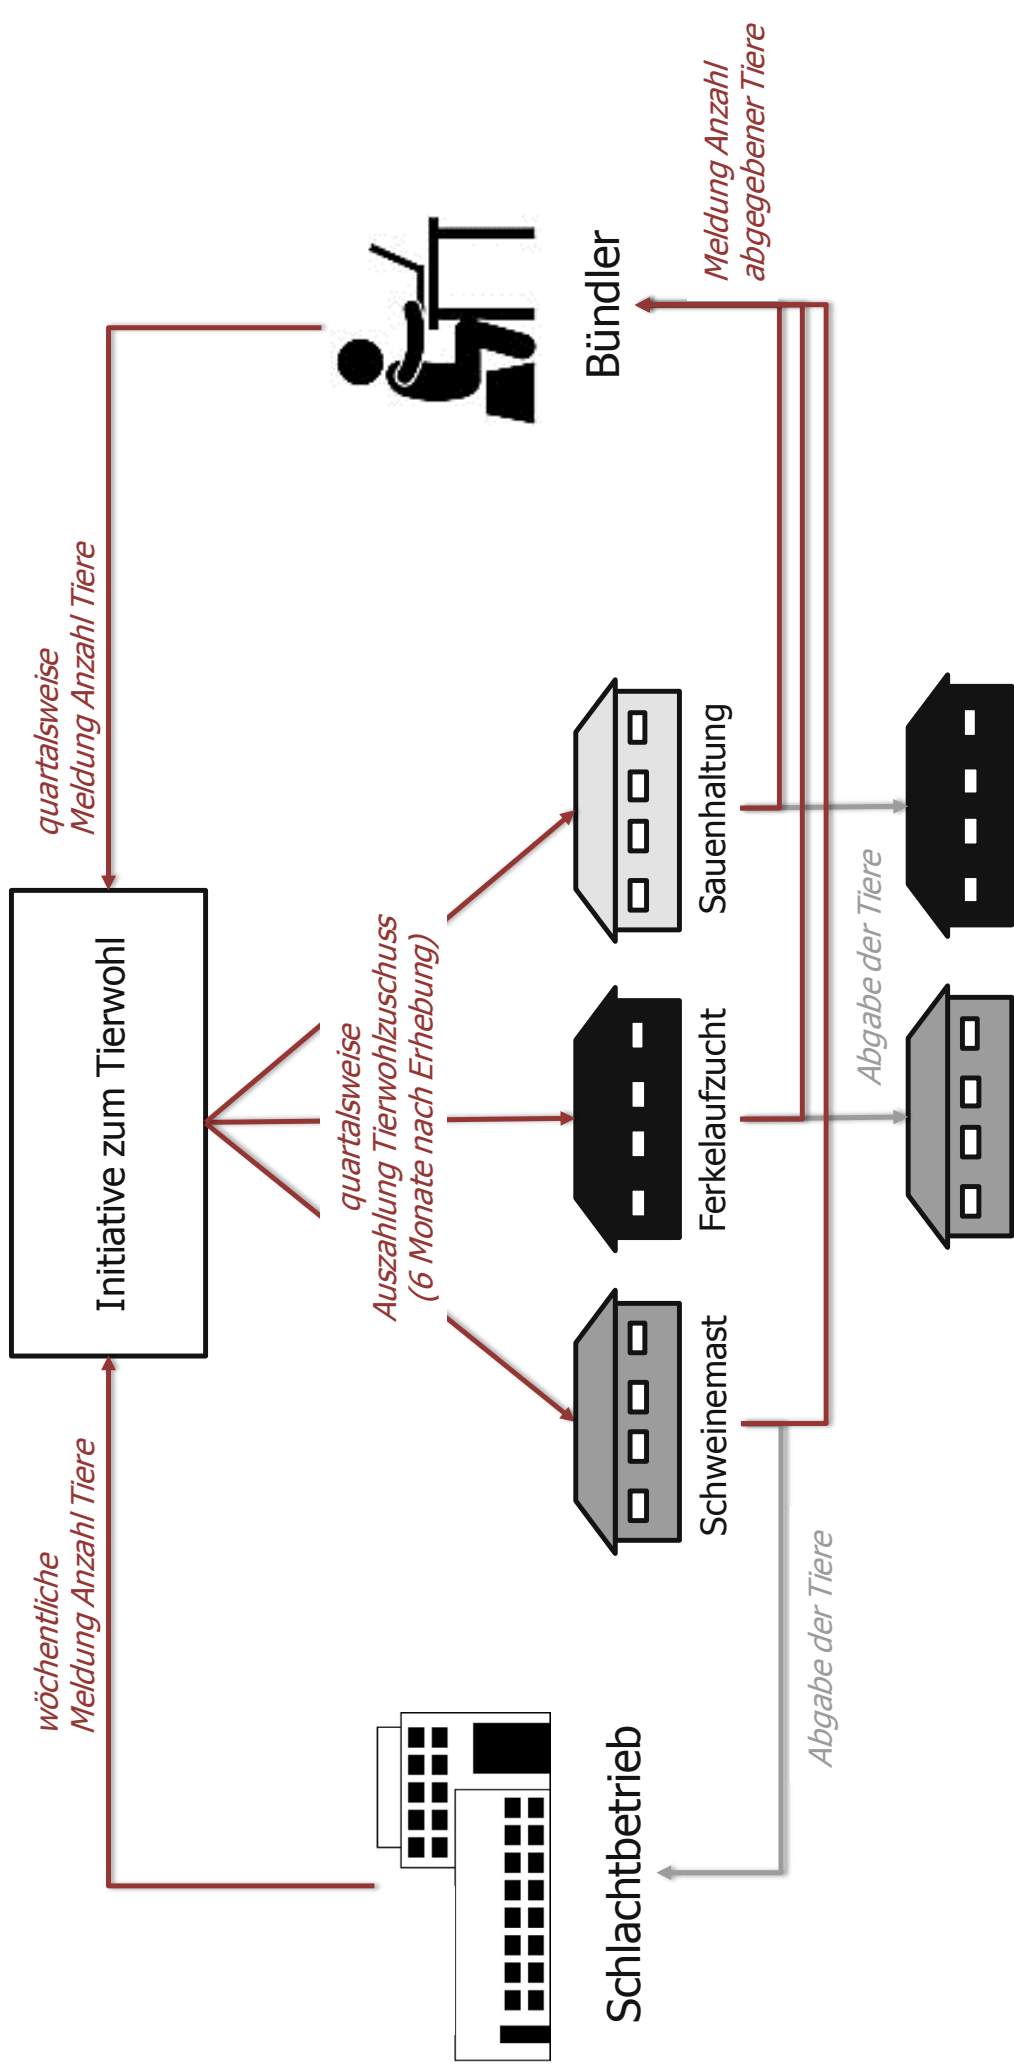 wöchentliche
Meldung Anzahl Tiere
Initiative zum Tierwohl
quartalsweise
Meldung Anzahl Tiere
quartalsweise
Auszahlung Tierwohlzuschuss
(6 Monate nach Erhebung)
Schlachtbetrieb
Schweinemast
Ferkelaufzucht
Sauenhaltung
Bündler
Meldung Anzahl
abgegebener Tiere
Abgabe der Tiere
Abgabe der Tiere